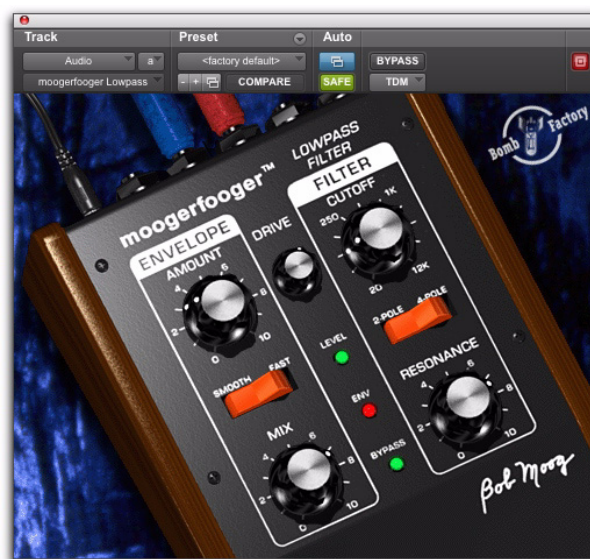 Track
Preset
Auto
Audio
a
<factory default>
BYPASS
moogerfooger Lowpass
- +
COMPARE
SAFE
TDM
Bomb Factory
moogerfooger™
LOWPASS
FILTER
ENVELOPE
AMOUNT
0 2 4 6 8 10
DRIVE
FILTER
CUTOFF
20 250 1K 12K
SMOOTH FAST
LEVEL
2-POLE 4-POLE
ENV
RESONANCE
0 2 4 6 8 10
MIX
0 2 4 6 8 10
BYPASS
Bob Moog